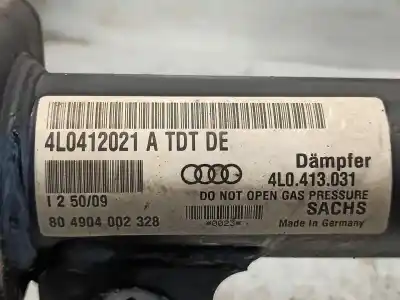 4L0412021 A TDT DE
Dämpfer
4L0.413.031
I 2 50/09
DO NOT OPEN GAS PRESSURE
SACHS
80 4904 002 328
*0023*
Made in Germany